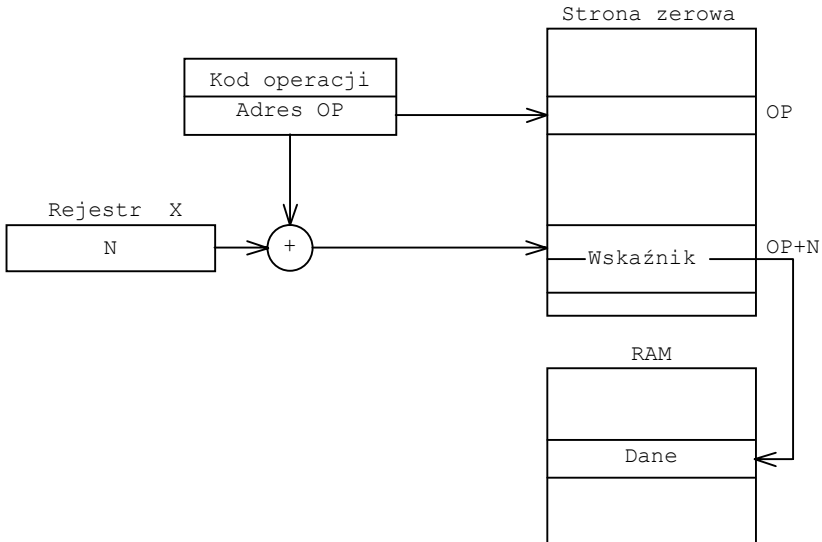 Strona zerowa
Kod operacji
Adres OP
OP
Rejestr X
N
+
OP+N
Wskaźnik
RAM
Dane